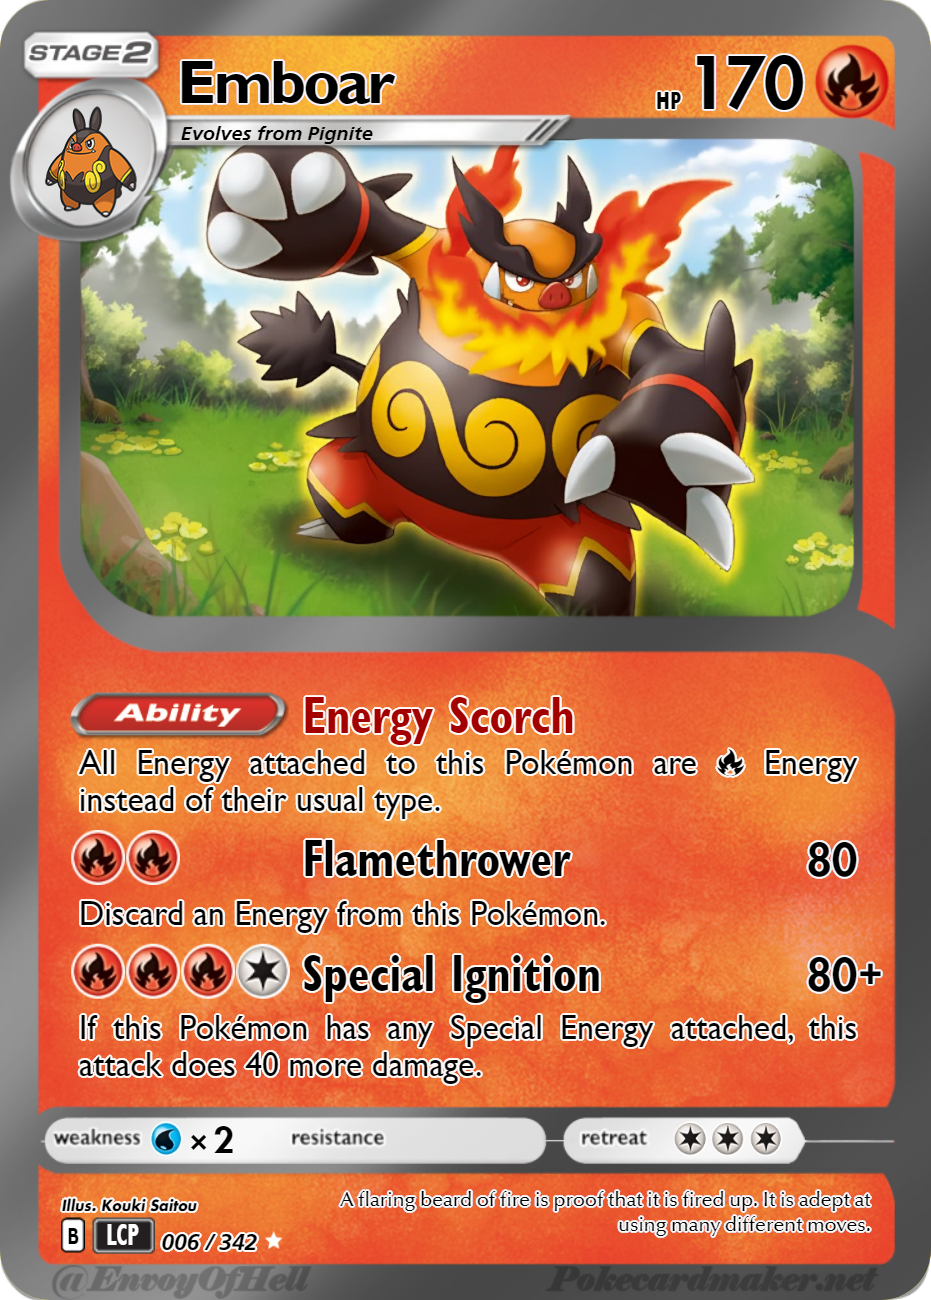 STAGE2
Emboar
HP 170
Evolves from Pignite
Ability Energy Scorch
All Energy attached to this Pokémon are Energy
instead of their usual type.
Flamethrower 80
Discard an Energy from this Pokémon.
Special Ignition 80+
If this Pokémon has any Special Energy attached, this
attack does 40 more damage.
weakness ×2 resistance retreat
Illus. Kouki Saitou
A flaring beard of fire is proof that it is fired up. It is adept at
using many different moves.
B LCP 006 / 342
@EnvoyOfHell Pokecardmaker.net